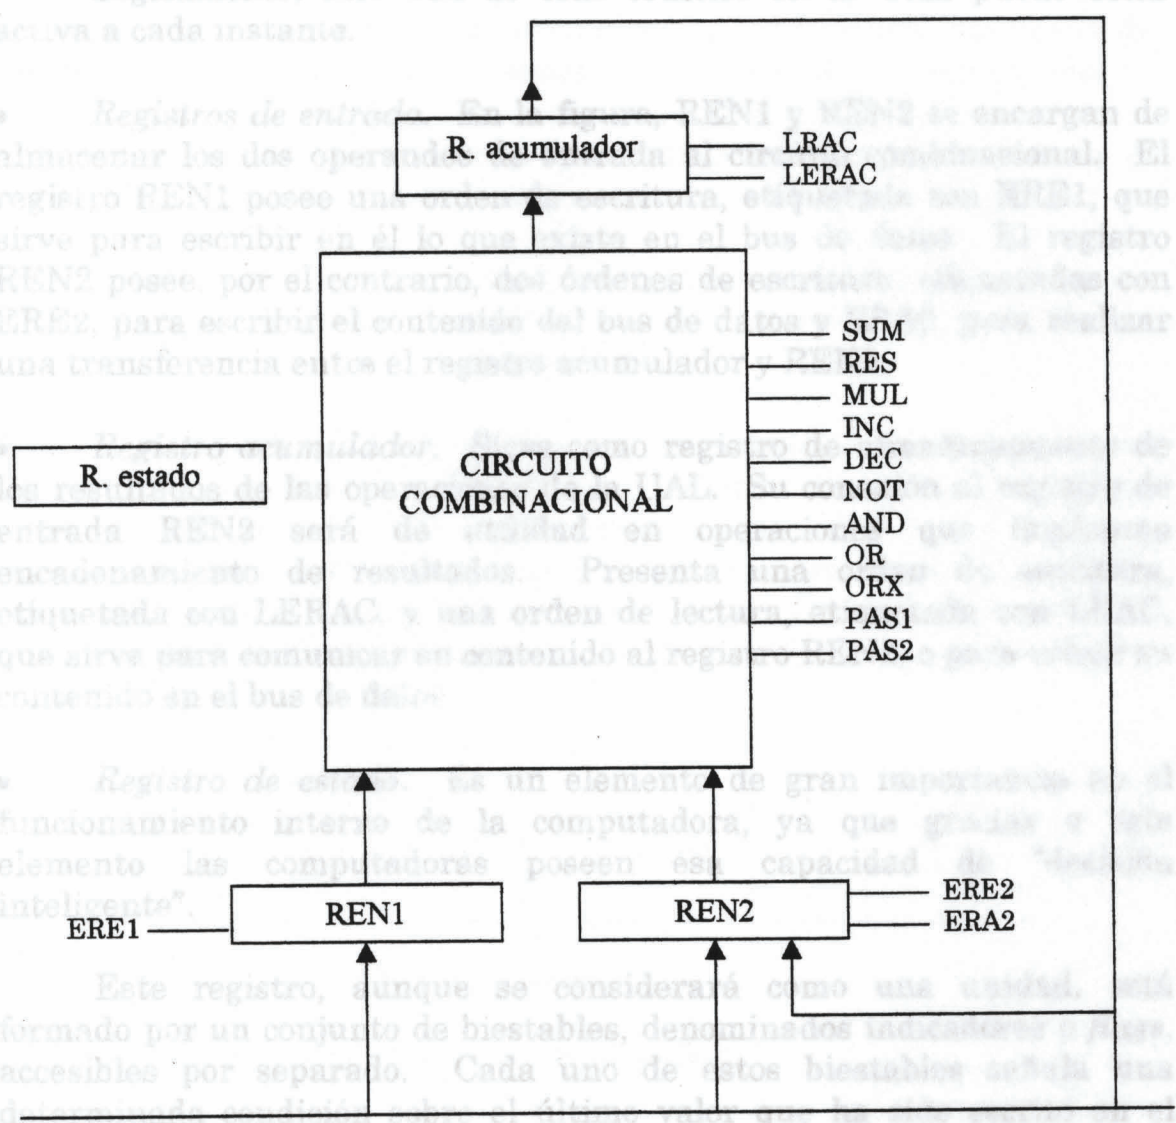 activa a cada instante.
Registros de entrada. En la figura, REN1 y REN2 se encargan de
almacenar los dos operandos de entrada al circuito combinacional. El
registro REN1 posee una orden de escritura, etiquetada con ERE1, que
sirve para escribir en él lo que existe en el bus de datos. El registro
REN2 posee, por el contrario, dos órdenes de escritura, con
ERE2, para escribir el contenido del bus de datos y para realizar
una transferencia entre el registro acumulador y
R. acumulador
LRAC
LERAC
SUM
RES
MUL
INC
DEC
NOT
AND
OR
ORX
PAS1
PAS2
CIRCUITO
COMBINACIONAL
R. estado
Registro acumulador. como registro de de
los resultados de las operaciones de la UAL. Su conexión al registro de
entrada REN2 será de utilidad en operaciones que
encadenamiento de resultados. Presenta una orden de
etiquetada con LERAC, y una orden de lectura, etiquetada con LRAC,
que sirve para comunicar su contenido al registro o para
contenido en el bus de datos
Registro de estado. Es un elemento de gran importancia en el
funcionamiento interno de la computadora, ya que gracias a este
elemento las computadoras poseen esa capacidad de "decisión
inteligente".
REN1
ERE1
REN2
ERE2
ERA2
Este registro, aunque se considerará como una unidad, está
formado por un conjunto de biestables, denominados indicadores o flags,
accesibles por separado. Cada uno de estos biestables señala una
determinada condición sobre el último valor que ha sido escrito en el